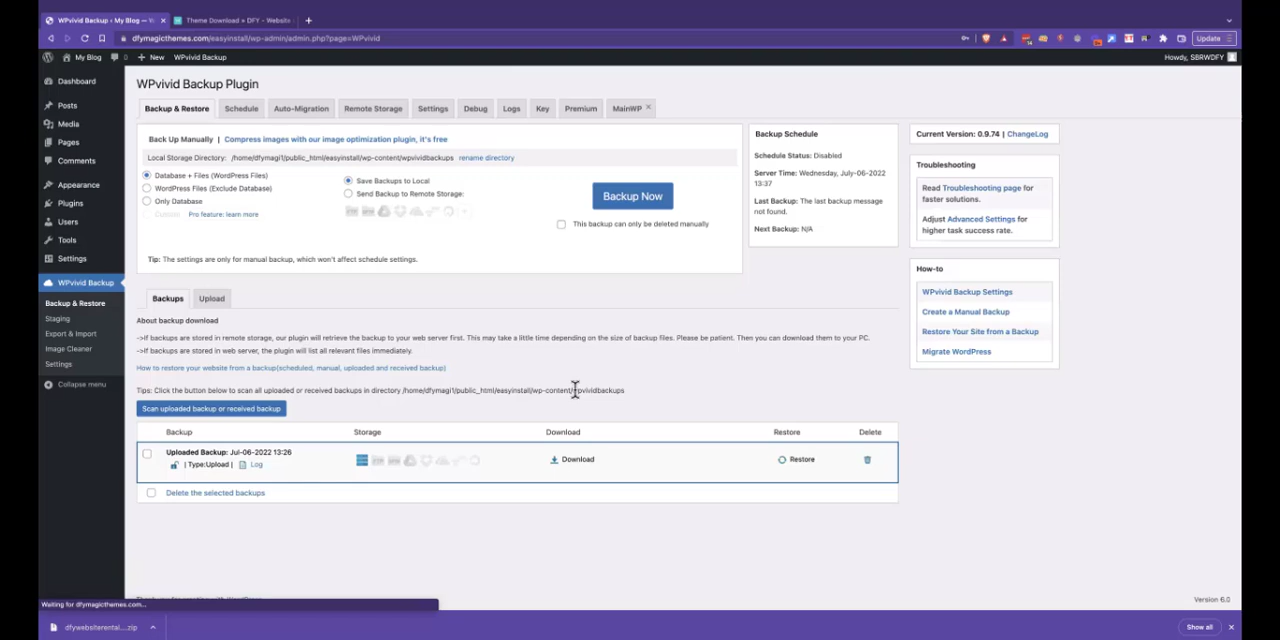 WPvivid Backup ‹ My Blog — W
Theme Download » DFY - Website
dfymagicthemes.com/easyinstall/wp-admin/admin.php?page=WPvivid
Update
My Blog
New
WPvivid Backup
Howdy, SBRWDFY
Dashboard
Posts
Media
Pages
Comments
Appearance
Plugins
Users
Tools
Settings
WPvivid Backup
Backup & Restore
Staging
Export & Import
Image Cleaner
Settings
Collapse menu
WPvivid Backup Plugin
Backup & Restore
Schedule
Auto-Migration
Remote Storage
Settings
Debug
Logs
Key
Premium
MainWP
Back Up Manually | Compress images with our image optimization plugin, it's free
Local Storage Directory: /home/dfymagi1/public_html/easyinstall/wp-content/wpvividbackups rename directory
Database + Files (WordPress Files)
WordPress Files (Exclude Database)
Only Database
Custom Pro feature: learn more
Save Backups to Local
Send Backup to Remote Storage:
Backup Now
This backup can only be deleted manually
Tip: The settings are only for manual backup, which won't affect schedule settings.
Backup Schedule
Schedule Status: Disabled
Server Time: Wednesday, July-06-2022
13:37
Last Backup: The last backup message
not found.
Next Backup: N/A
Current Version: 0.9.74 | ChangeLog
Troubleshooting
Read Troubleshooting page for
faster solutions.
Adjust Advanced Settings for
higher task success rate.
How-to
WPvivid Backup Settings
Create a Manual Backup
Restore Your Site from a Backup
Migrate WordPress
Backups
Upload
About backup download
->If backups are stored in remote storage, our plugin will retrieve the backup to your web server first. This may take a little time depending on the size of backup files. Please be patient. Then you can download them to your PC.
->If backups are stored in web server, the plugin will list all relevant files immediately.
How to restore your website from a backup(scheduled, manual, uploaded and received backup)
Tips: Click the button below to scan all uploaded or received backups in directory /home/dfymagi1/public_html/easyinstall/wp-content/wpvividbackups
Scan uploaded backup or received backup
Backup
Storage
Download
Restore
Delete
Uploaded Backup: Jul-06-2022 13:26
| Type:Upload | Log
Download
Restore
Delete the selected backups
Version 6.0
Waiting for dfymagicthemes.com...
dfywebsiterental....zip
Show all